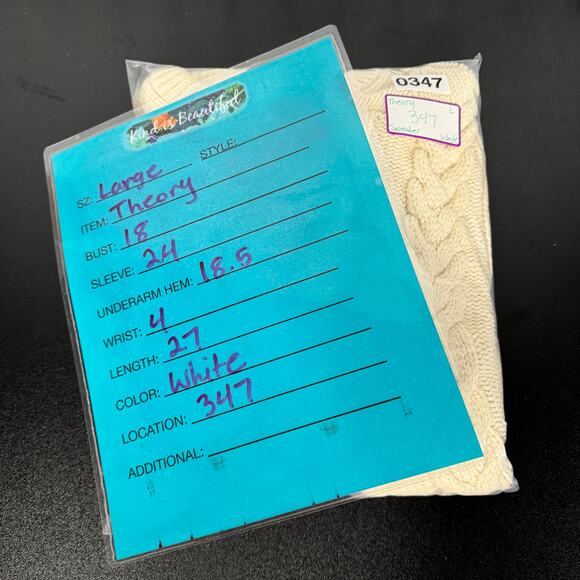 Kind is Beautiful
SZ: Large STYLE:
ITEM: Theory
BUST: 18
SLEEVE: 24
UNDERARM HEM: 18.5
WRIST: 4
LENGTH: 27
COLOR: White
LOCATION: 347
ADDITIONAL:
0347
Theory L
347
Sweater White